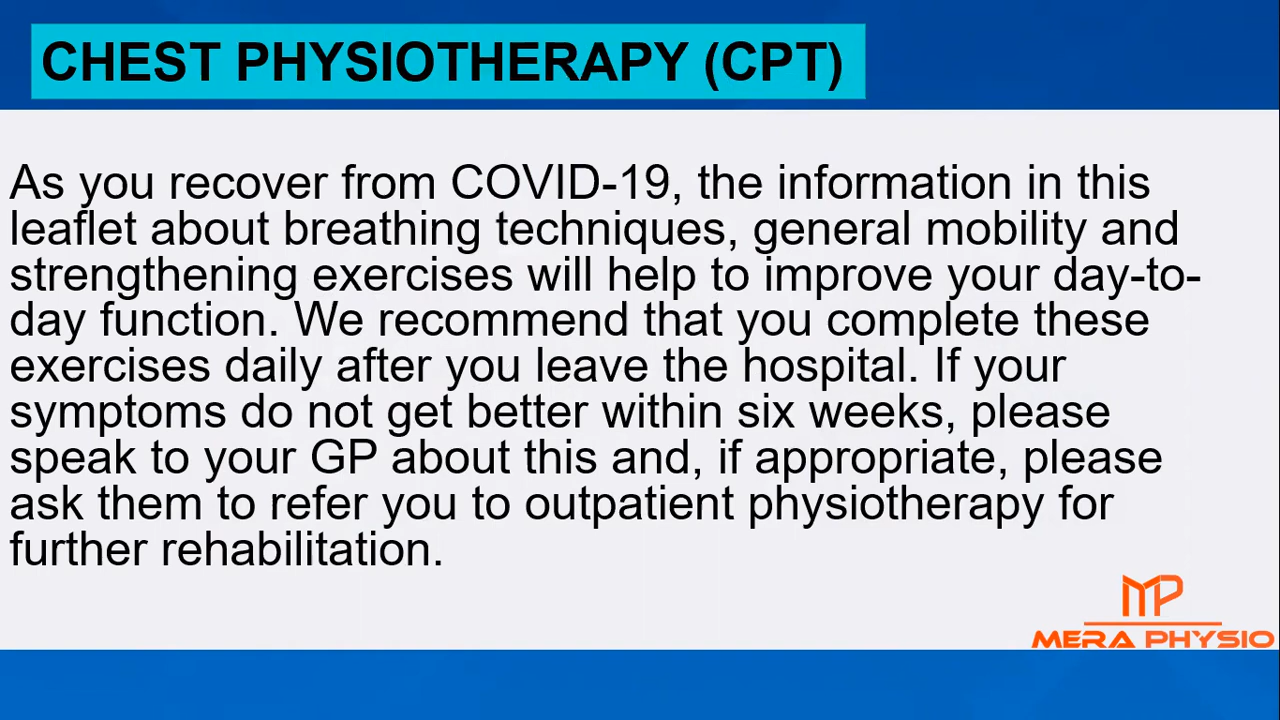 CHEST PHYSIOTHERAPY (CPT)
As you recover from COVID-19, the information in this
leaflet about breathing techniques, general mobility and
strengthening exercises will help to improve your day-to-
day function. We recommend that you complete these
exercises daily after you leave the hospital. If your
symptoms do not get better within six weeks, please
speak to your GP about this and, if appropriate, please
ask them to refer you to outpatient physiotherapy for
further rehabilitation.
MP
MERA PHYSIO